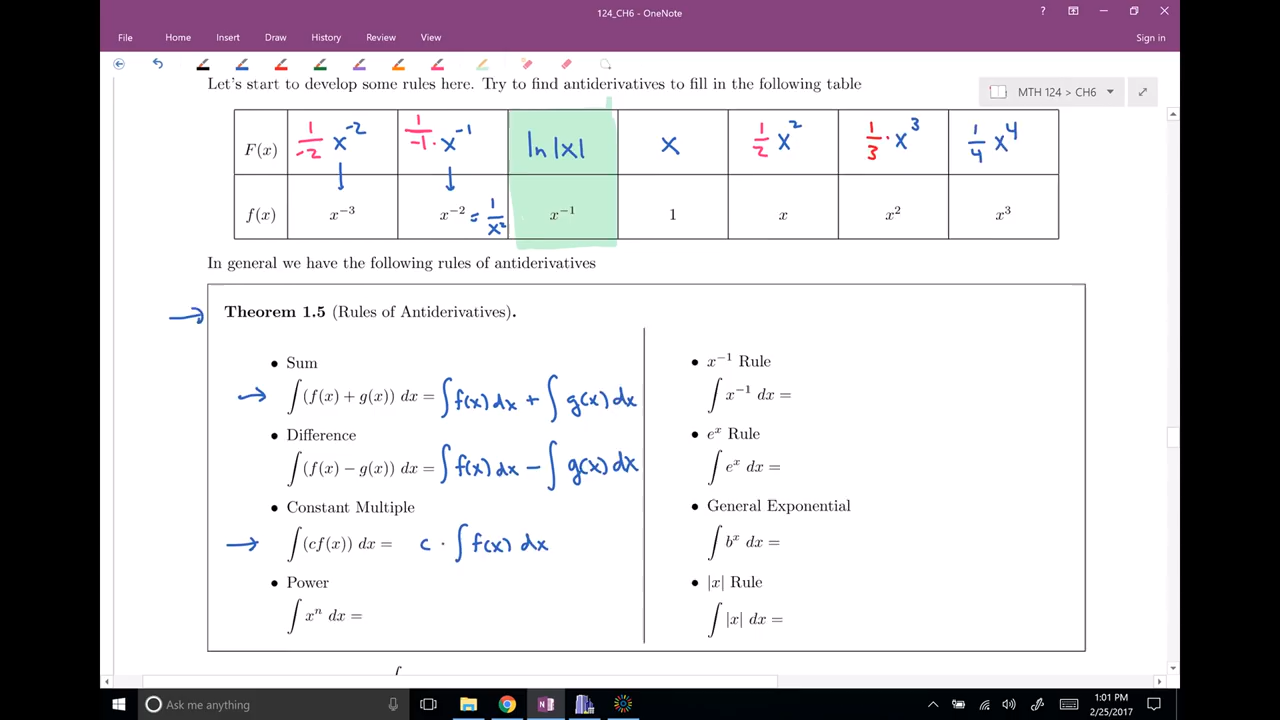 124_CH6 - OneNote
File Home Insert Draw History Review View Sign in
Let's start to develop some rules here. Try to find antiderivatives to fill in the following table
MTH 124 > CH6
F(x) 1/-2 x^-2 1/-1 · x^-1 ln|x| x 1/2 x^2 1/3 · x^3 1/4 x^4
f(x) x^-3 x^-2 = 1/x^2 x^-1 1 x x^2 x^3
In general we have the following rules of antiderivatives
→ Theorem 1.5 (Rules of Antiderivatives).
• Sum
→ ∫(f(x) + g(x)) dx = ∫f(x) dx + ∫g(x) dx
• Difference
∫(f(x) − g(x)) dx = ∫f(x) dx − ∫g(x) dx
• Constant Multiple
→ ∫(cf(x)) dx = c · ∫f(x) dx
• Power
∫x^n dx =
• x^-1 Rule
∫x^-1 dx =
• e^x Rule
∫e^x dx =
• General Exponential
∫b^x dx =
• |x| Rule
∫|x| dx =
Ask me anything
1:01 PM
2/25/2017